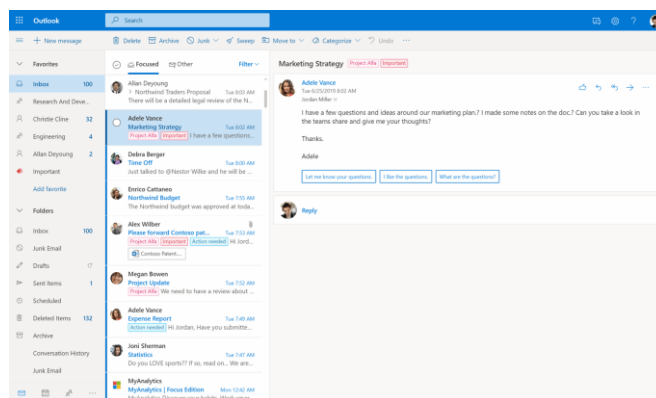 Outlook
Search
New message
Delete Archive Junk Sweep Move to Categorize Undo
Favorites
Inbox 100
Research And Deve...
Christie Cline 32
Engineering 4
Allan Deyoung 2
Important
Add favorite
Folders
Inbox 100
Junk Email
Drafts 17
Sent Items 1
Scheduled
Deleted Items 132
Archive
Conversation History
Junk Email
Focused Other Filter
Allan Deyoung
> Northwind Traders Proposal Tue 8:03 AM
There will be a detailed legal review of the N...
Adele Vance
Marketing Strategy Tue 8:02 AM
Project Alfa Important I have a few questions...
Debra Berger
Time Off Tue 8:00 AM
Just talked to @Nestor Wilke and he will be ...
Enrico Cattaneo
Northwind Budget Tue 7:55 AM
The Northwind budget was approved at toda...
Alex Wilber
Please forward Contoso pat... Tue 7:53 AM
Project Alfa Important Action needed Hi Jord...
Contoso Patent...
Megan Bowen
Project Update Tue 7:52 AM
Project Alfa We need to have a review about ...
Adele Vance
Expense Report Tue 7:49 AM
Action needed Hi Jordan, Have you submitte...
Joni Sherman
Statistics Tue 7:47 AM
Do you LOVE sports?? If so, read on... We are...
MyAnalytics
MyAnalytics | Focus Edition Mon 12:42 AM
Marketing Strategy Project Alfa Important
Adele Vance
Tue 6/25/2019 8:02 AM
Jordan Miller
I have a few questions and ideas around our marketing plan.? I made some notes on the doc.? Can you take a look in
the teams share and give me your thoughts?
Thanks.
Adele
Let me know your questions. I like the questions. What are the questions?
Reply